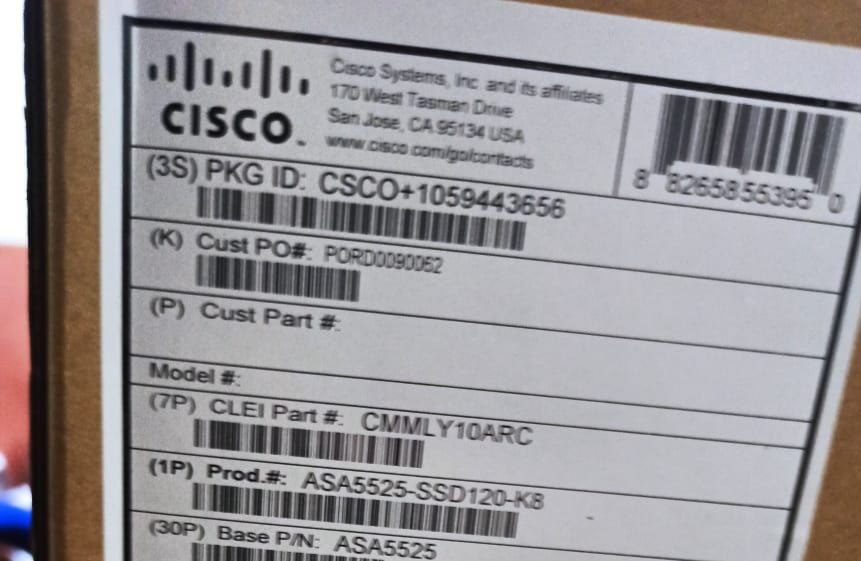 CISCO
Cisco Systems, Inc. and its affiliates
170 West Tasman Drive
San Jose, CA 95134 USA
www.cisco.com/go/contacts
8 82658 55395 0
(3S) PKG ID: CSCO+1059443656
(K) Cust PO#: PORD0090062
(P) Cust Part #:
Model #:
(7P) CLEI Part #: CMMLY10ARC
(1P) Prod.#: ASA5525-SSD120-K8
(30P) Base P/N: ASA5525